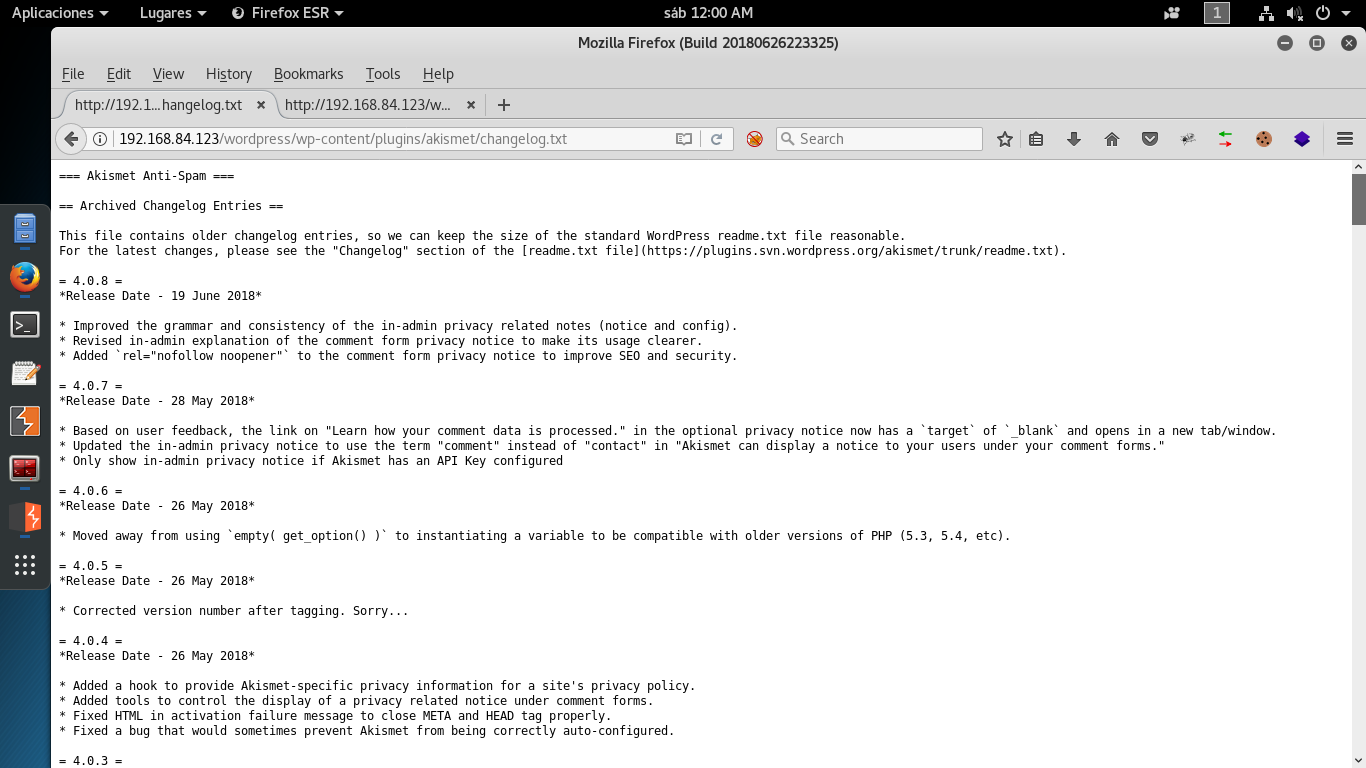 Aplicaciones Lugares Firefox ESR sáb 12:00 AM 1
Mozilla Firefox (Build 20180626223325)
File Edit View History Bookmarks Tools Help
http://192.1...hangelog.txt http://192.168.84.123/w...
192.168.84.123/wordpress/wp-content/plugins/akismet/changelog.txt Search
=== Akismet Anti-Spam ===
== Archived Changelog Entries ==
This file contains older changelog entries, so we can keep the size of the standard WordPress readme.txt file reasonable.
For the latest changes, please see the "Changelog" section of the [readme.txt file](https://plugins.svn.wordpress.org/akismet/trunk/readme.txt).
= 4.0.8 =
*Release Date - 19 June 2018*
* Improved the grammar and consistency of the in-admin privacy related notes (notice and config).
* Revised in-admin explanation of the comment form privacy notice to make its usage clearer.
* Added `rel="nofollow noopener"` to the comment form privacy notice to improve SEO and security.
= 4.0.7 =
*Release Date - 28 May 2018*
* Based on user feedback, the link on "Learn how your comment data is processed." in the optional privacy notice now has a `target` of `_blank` and opens in a new tab/window.
* Updated the in-admin privacy notice to use the term "comment" instead of "contact" in "Akismet can display a notice to your users under your comment forms."
* Only show in-admin privacy notice if Akismet has an API Key configured
= 4.0.6 =
*Release Date - 26 May 2018*
* Moved away from using `empty( get_option() )` to instantiating a variable to be compatible with older versions of PHP (5.3, 5.4, etc).
= 4.0.5 =
*Release Date - 26 May 2018*
* Corrected version number after tagging. Sorry...
= 4.0.4 =
*Release Date - 26 May 2018*
* Added a hook to provide Akismet-specific privacy information for a site's privacy policy.
* Added tools to control the display of a privacy related notice under comment forms.
* Fixed HTML in activation failure message to close META and HEAD tag properly.
* Fixed a bug that would sometimes prevent Akismet from being correctly auto-configured.
= 4.0.3 =